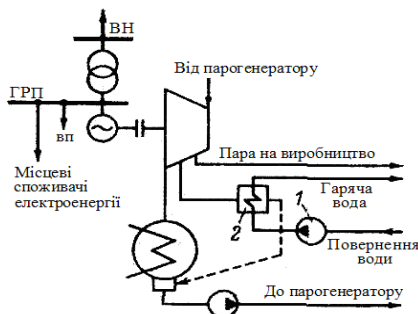 ВН
Від парогенератору
ГРП
вп
Пара на виробництво
Місцеві
споживачі
електроенергії
Гаряча
вода
1
2
Повернення
води
До парогенератору